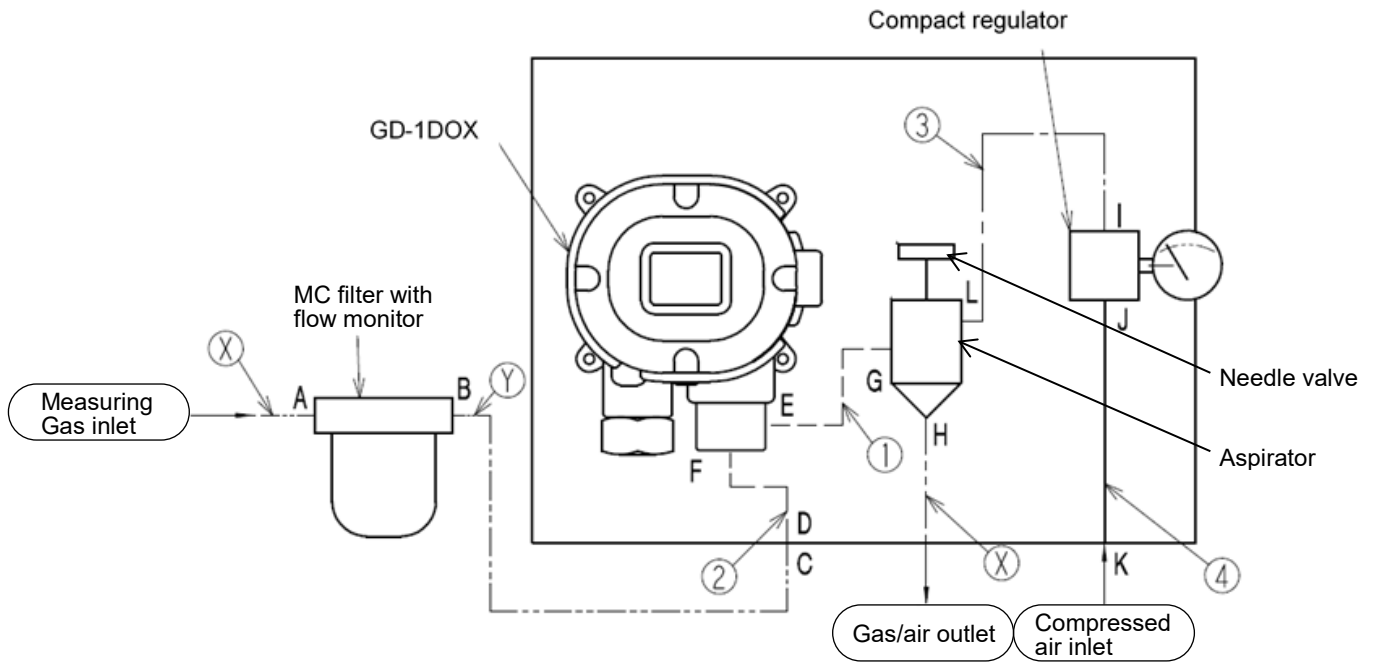 Compact regulator
GD-1DOX
③
I
MC filter with
flow monitor
L
J
Ⓧ
A
B
Ⓨ
G
E
Needle valve
Measuring
Gas inlet
H
①
F
Aspirator
②
D
C
Ⓧ
K
④
Gas/air outlet
Compressed
air inlet